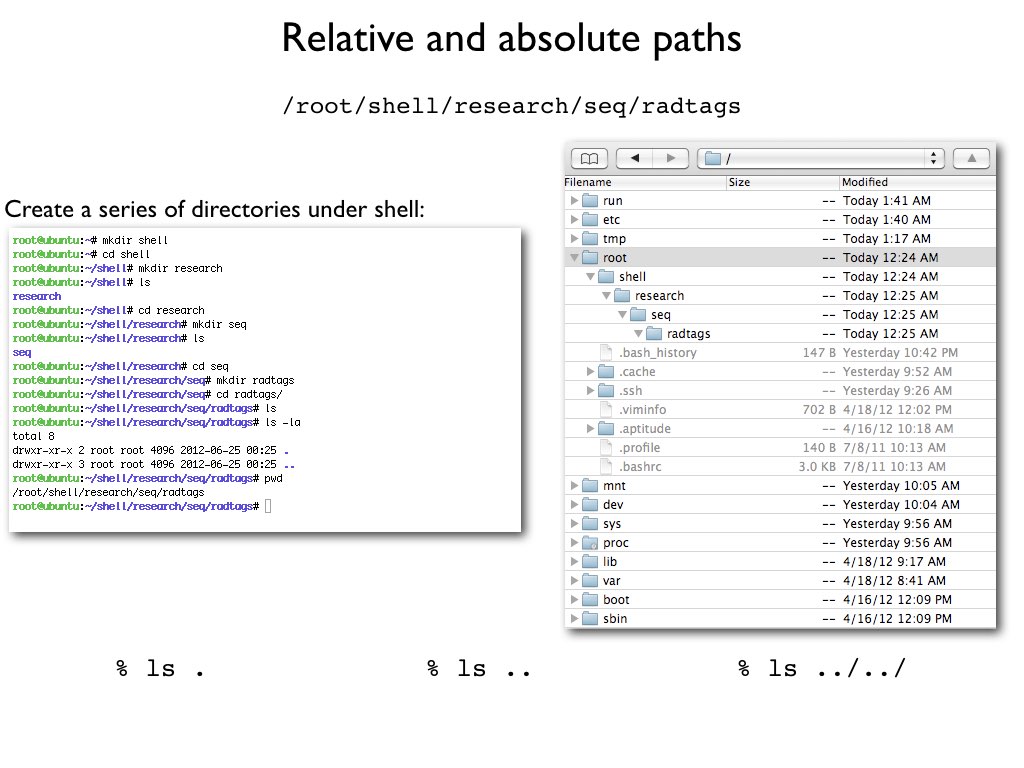 Relative and absolute paths
/root/shell/research/seq/radtags
Create a series of directories under shell:
root@ubuntu:~# mkdir shell
root@ubuntu:~# cd shell
root@ubuntu:~/shell# mkdir research
root@ubuntu:~/shell# ls
research
root@ubuntu:~/shell# cd research
root@ubuntu:~/shell/research# mkdir seq
root@ubuntu:~/shell/research# ls
seq
root@ubuntu:~/shell/research# cd seq
root@ubuntu:~/shell/research/seq# mkdir radtags
root@ubuntu:~/shell/research/seq# cd radtags/
root@ubuntu:~/shell/research/seq/radtags# ls
root@ubuntu:~/shell/research/seq/radtags# ls -la
total 8
drwxr-xr-x 2 root root 4096 2012-06-25 00:25 .
drwxr-xr-x 3 root root 4096 2012-06-25 00:25 ..
root@ubuntu:~/shell/research/seq/radtags# pwd
/root/shell/research/seq/radtags
root@ubuntu:~/shell/research/seq/radtags#
/
Filename Size Modified
run -- Today 1:41 AM
etc -- Today 1:40 AM
tmp -- Today 1:17 AM
root -- Today 12:24 AM
shell -- Today 12:24 AM
research -- Today 12:25 AM
seq -- Today 12:25 AM
radtags -- Today 12:25 AM
.bash_history 147 B Yesterday 10:42 PM
.cache -- Yesterday 9:52 AM
.ssh -- Yesterday 9:26 AM
.viminfo 702 B 4/18/12 12:02 PM
.aptitude -- 4/16/12 10:18 AM
.profile 140 B 7/8/11 10:13 AM
.bashrc 3.0 KB 7/8/11 10:13 AM
mnt -- Yesterday 10:05 AM
dev -- Yesterday 10:04 AM
sys -- Yesterday 9:56 AM
proc -- Yesterday 9:56 AM
lib -- 4/18/12 9:17 AM
var -- 4/18/12 8:41 AM
boot -- 4/16/12 12:09 PM
sbin -- 4/16/12 12:09 PM
% ls . % ls .. % ls ../../